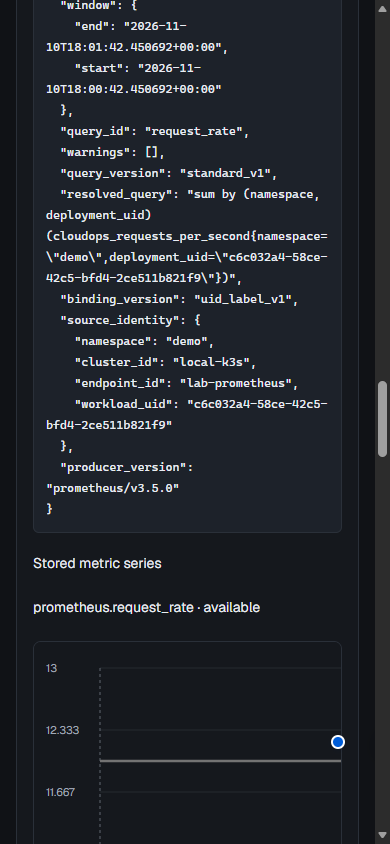 "window": {
"end": "2026-11-
10T18:01:42.450692+00:00",
"start": "2026-11-
10T18:00:42.450692+00:00"
},
"query_id": "request_rate",
"warnings": [],
"query_version": "standard_v1",
"resolved_query": "sum by (namespace,
deployment_uid)
(cloudops_requests_per_second{namespace=
\"demo\",deployment_uid=\"c6c032a4-58ce-
42c5-bfd4-2ce511b821f9\"})",
"binding_version": "uid_label_v1",
"source_identity": {
"namespace": "demo",
"cluster_id": "local-k3s",
"endpoint_id": "lab-prometheus",
"workload_uid": "c6c032a4-58ce-42c5-
bfd4-2ce511b821f9"
},
"producer_version":
"prometheus/v3.5.0"
}
Stored metric series
prometheus.request_rate · available
13
12.333
11.667